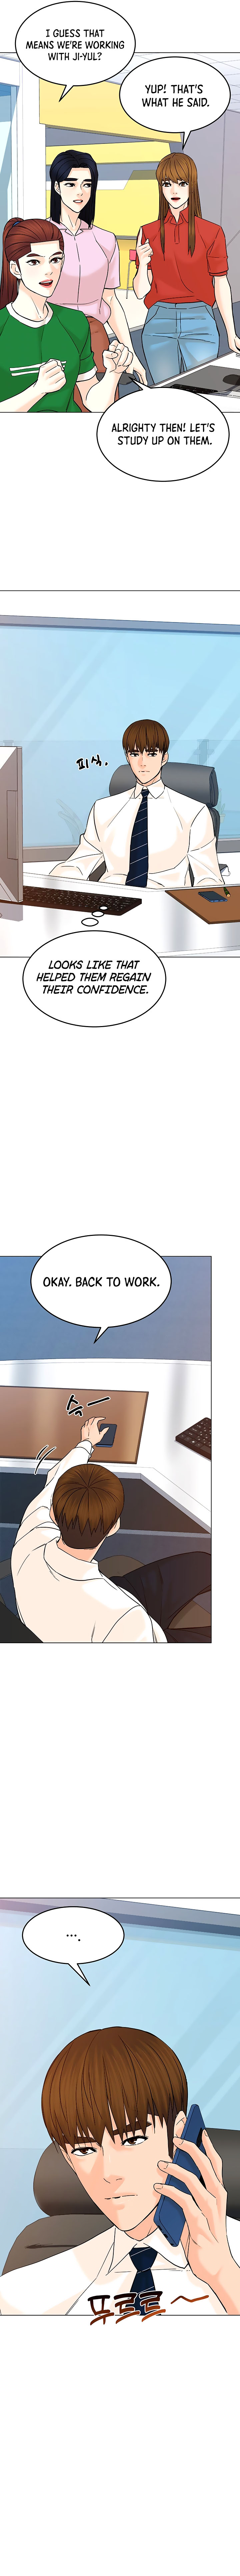 I GUESS THAT
MEANS WE'RE WORKING
WITH JI-YUL?
YUP! THAT'S
WHAT HE SAID.
ALRIGHTY THEN! LET'S
STUDY UP ON THEM.
피식.
LOOKS LIKE THAT
HELPED THEM REGAIN
THEIR CONFIDENCE.
OKAY. BACK TO WORK.
스윽—
....
뚜르르~